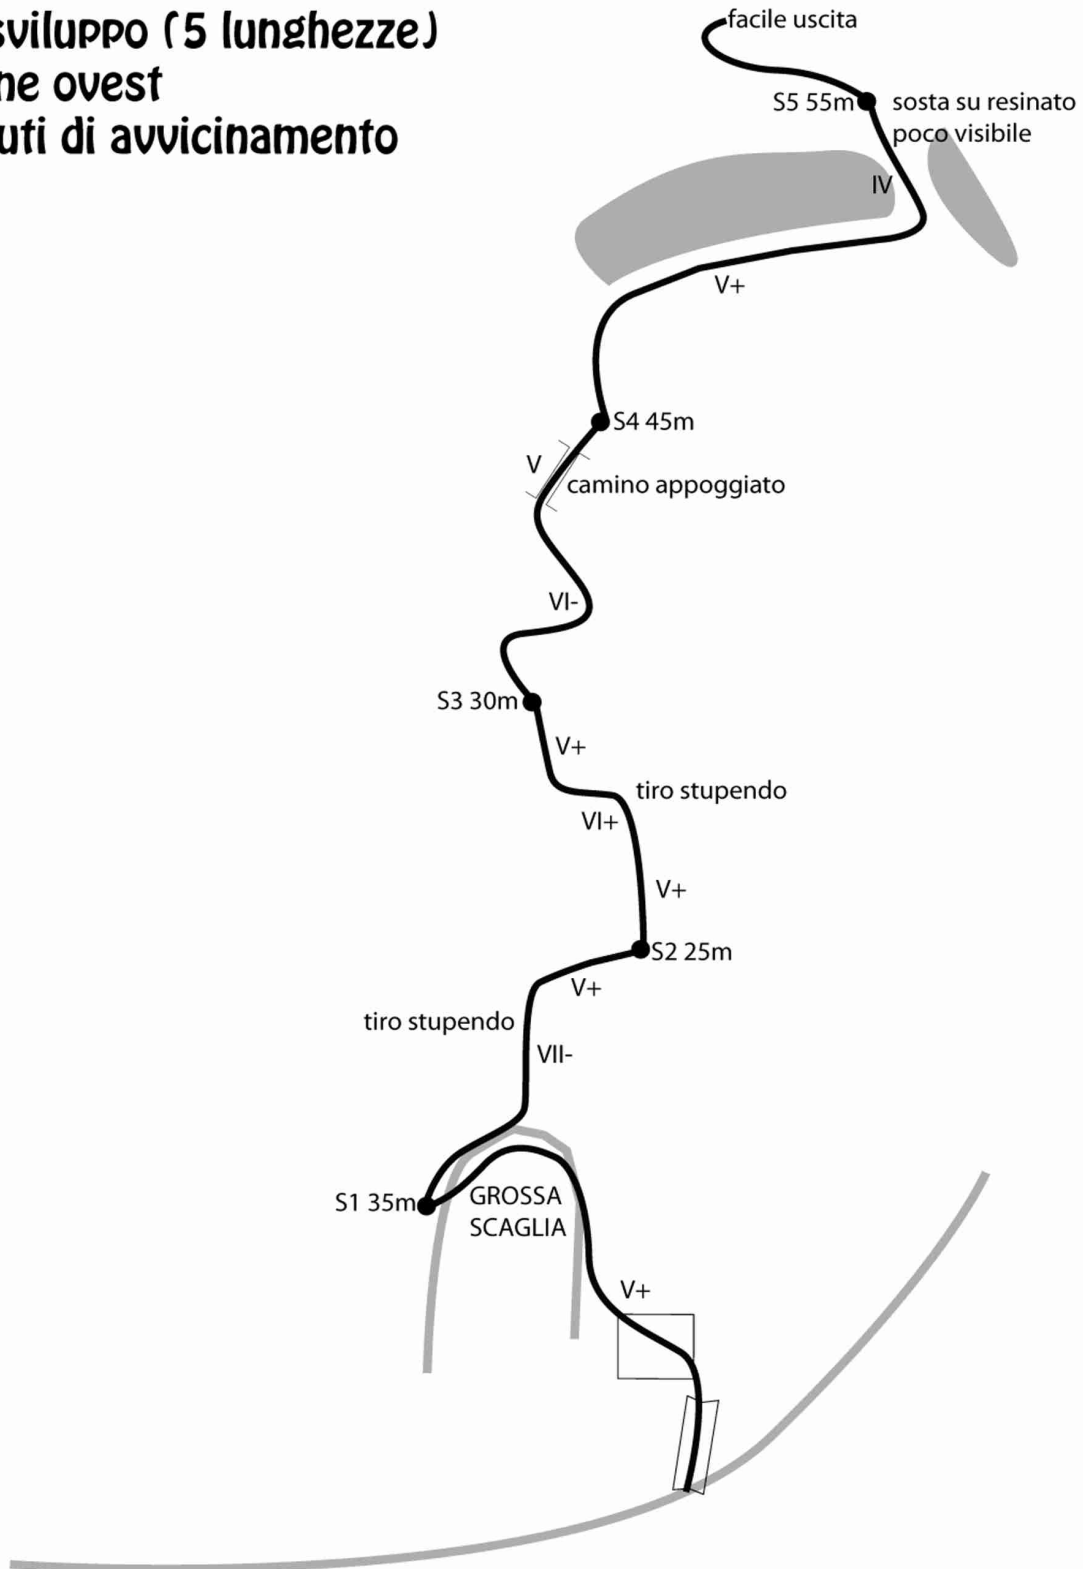 sviluppo (5 lunghezze)
ne ovest
uti di avvicinamento
facile uscita
S5 55m
sosta su resinato
poco visibile
IV
V+
S4 45m
V
camino appoggiato
VI-
S3 30m
V+
tiro stupendo
VI+
V+
S2 25m
V+
tiro stupendo
VII-
S1 35m
GROSSA
SCAGLIA
V+